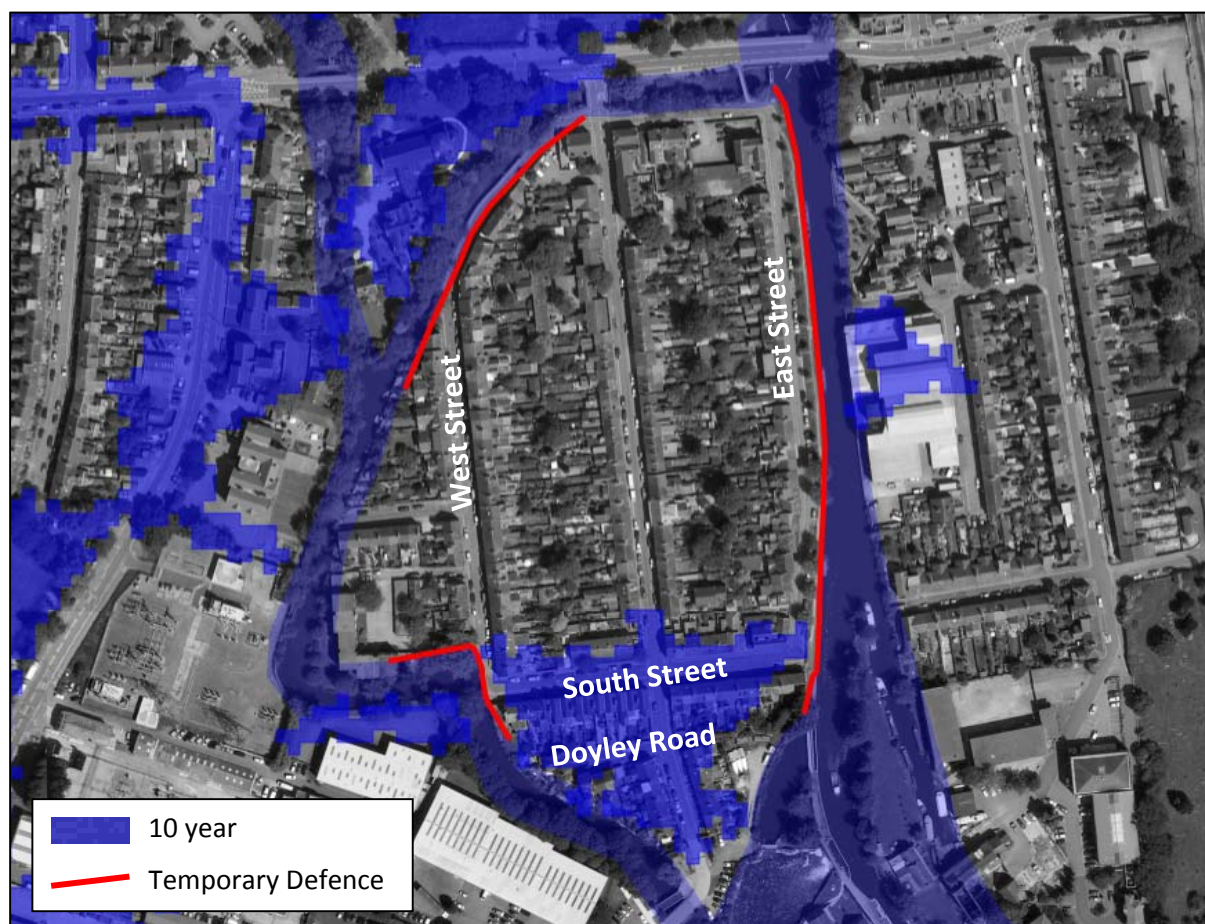 East Street
West Street
South Street
Doyley Road
10 year
Temporary Defence